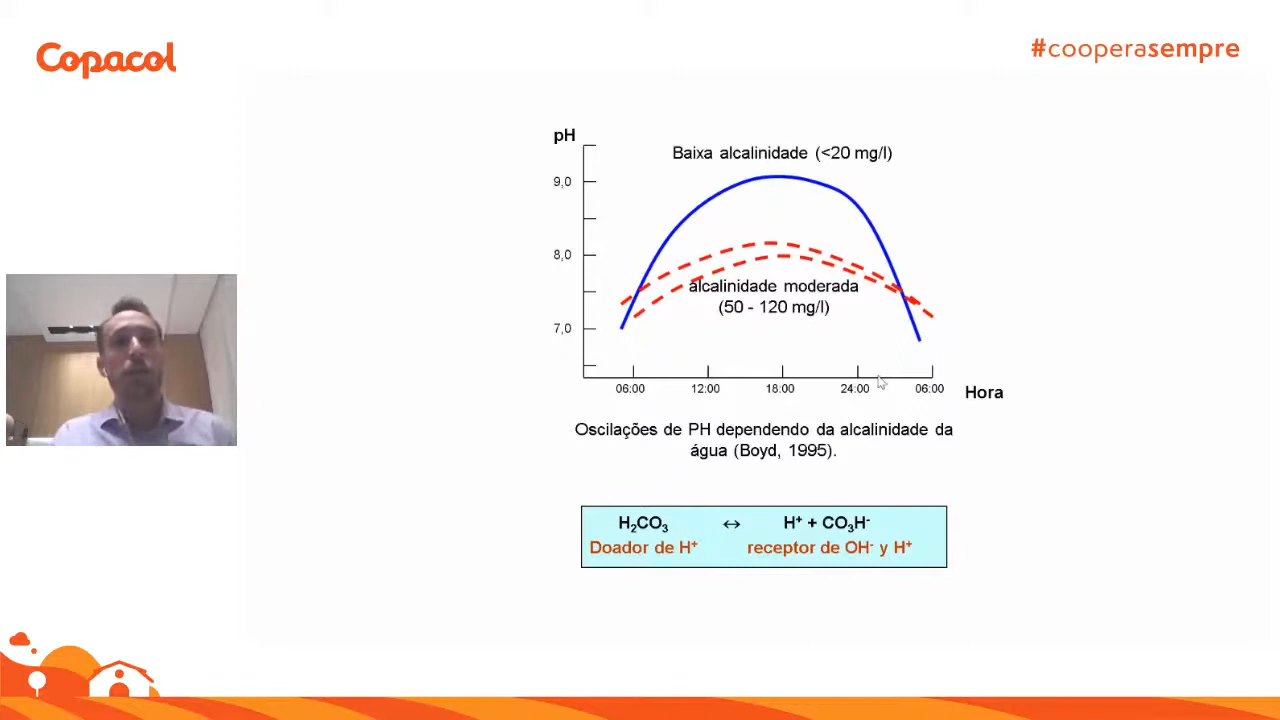 Copacol
#cooperasempre
pH
Baixa alcalinidade (<20 mg/l)
9,0
8,0
alcalinidade moderada
(50 - 120 mg/l)
7,0
06:00 12:00 18:00 24:00 06:00
Hora
Oscilações de PH dependendo da alcalinidade da
água (Boyd, 1995).
H₂CO₃ ↔ H⁺ + CO₃H⁻
Doador de H⁺ receptor de OH⁻ y H⁺